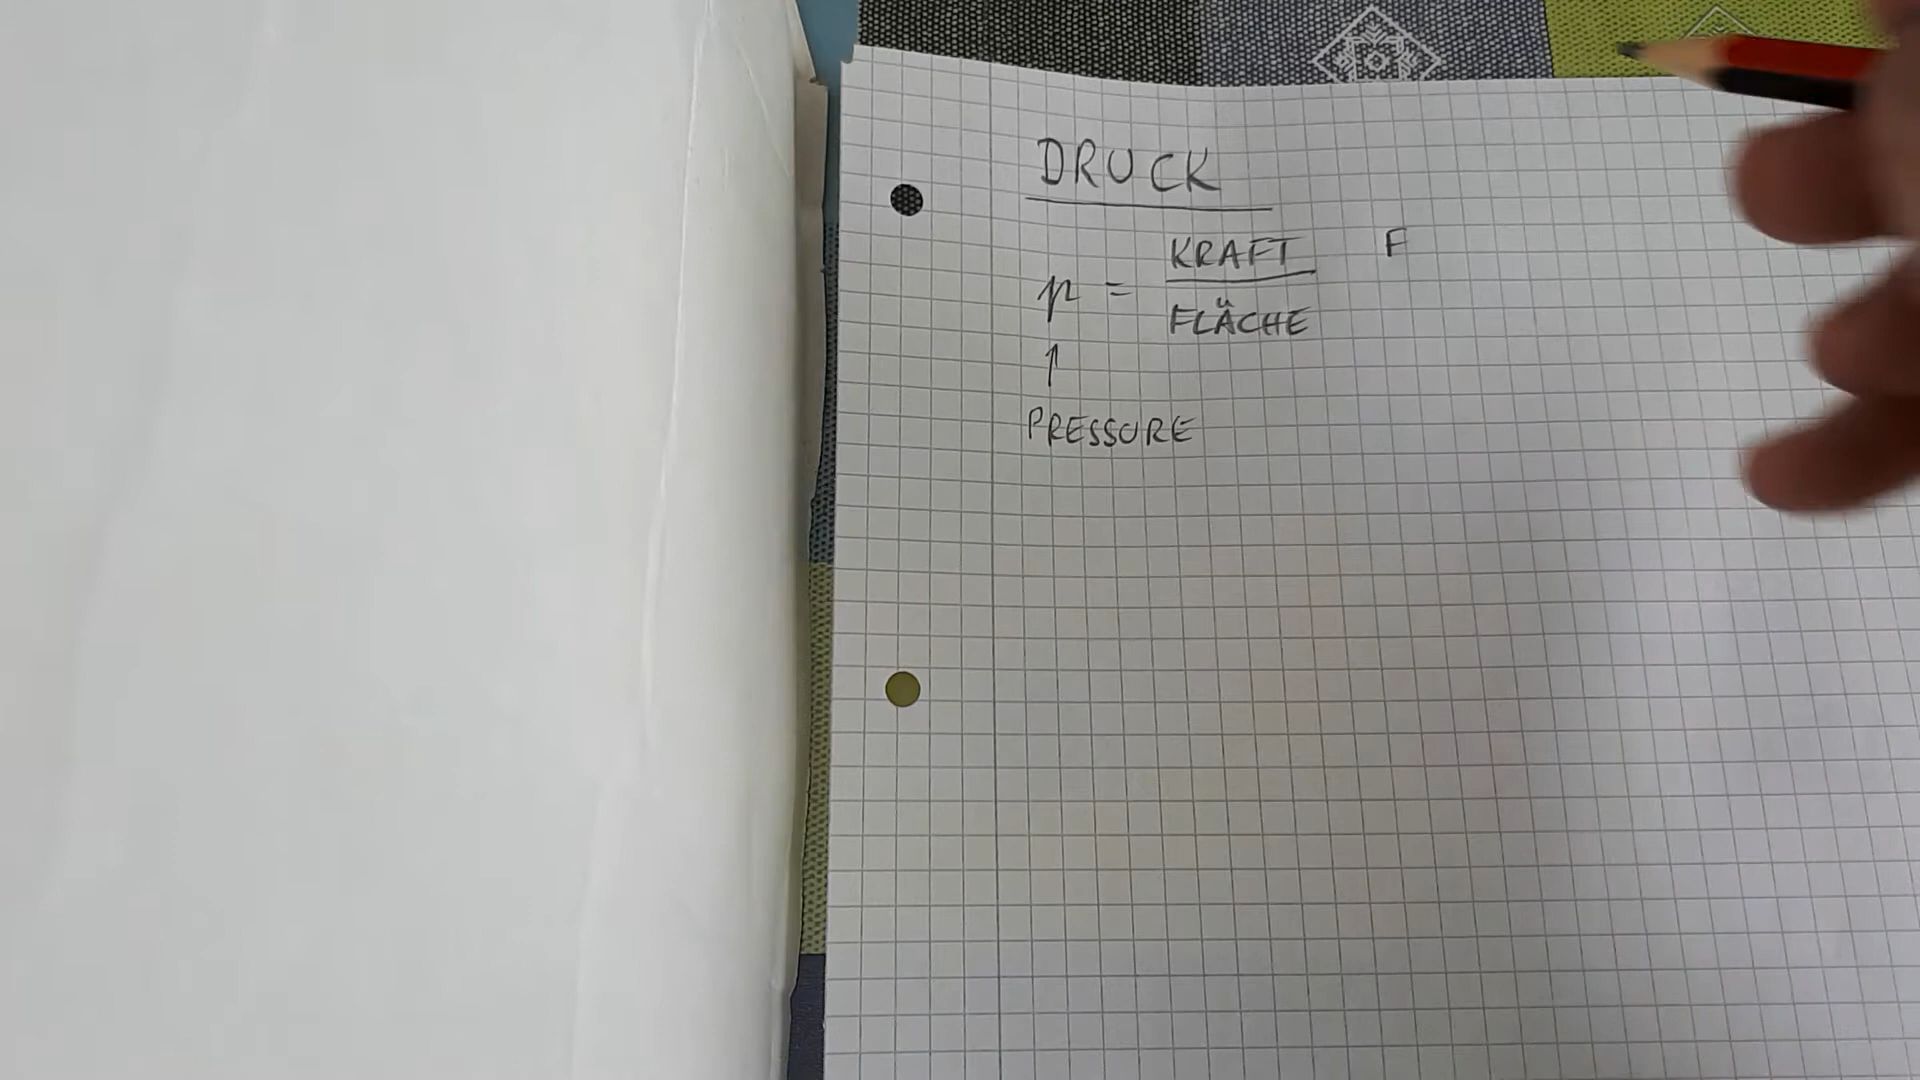 DRUCK
p = KRAFT / FLÄCHE F
↑
PRESSURE